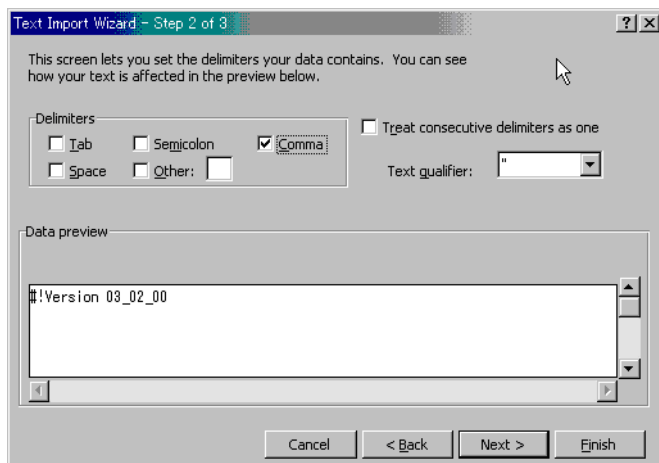 Text Import Wizard - Step 2 of 3
This screen lets you set the delimiters your data contains. You can see
how your text is affected in the preview below.
Delimiters
Tab Semicolon Comma
Space Other:
Treat consecutive delimiters as one
Text qualifier: "
Data preview
#!Version 03_02_00
Cancel < Back Next > Finish